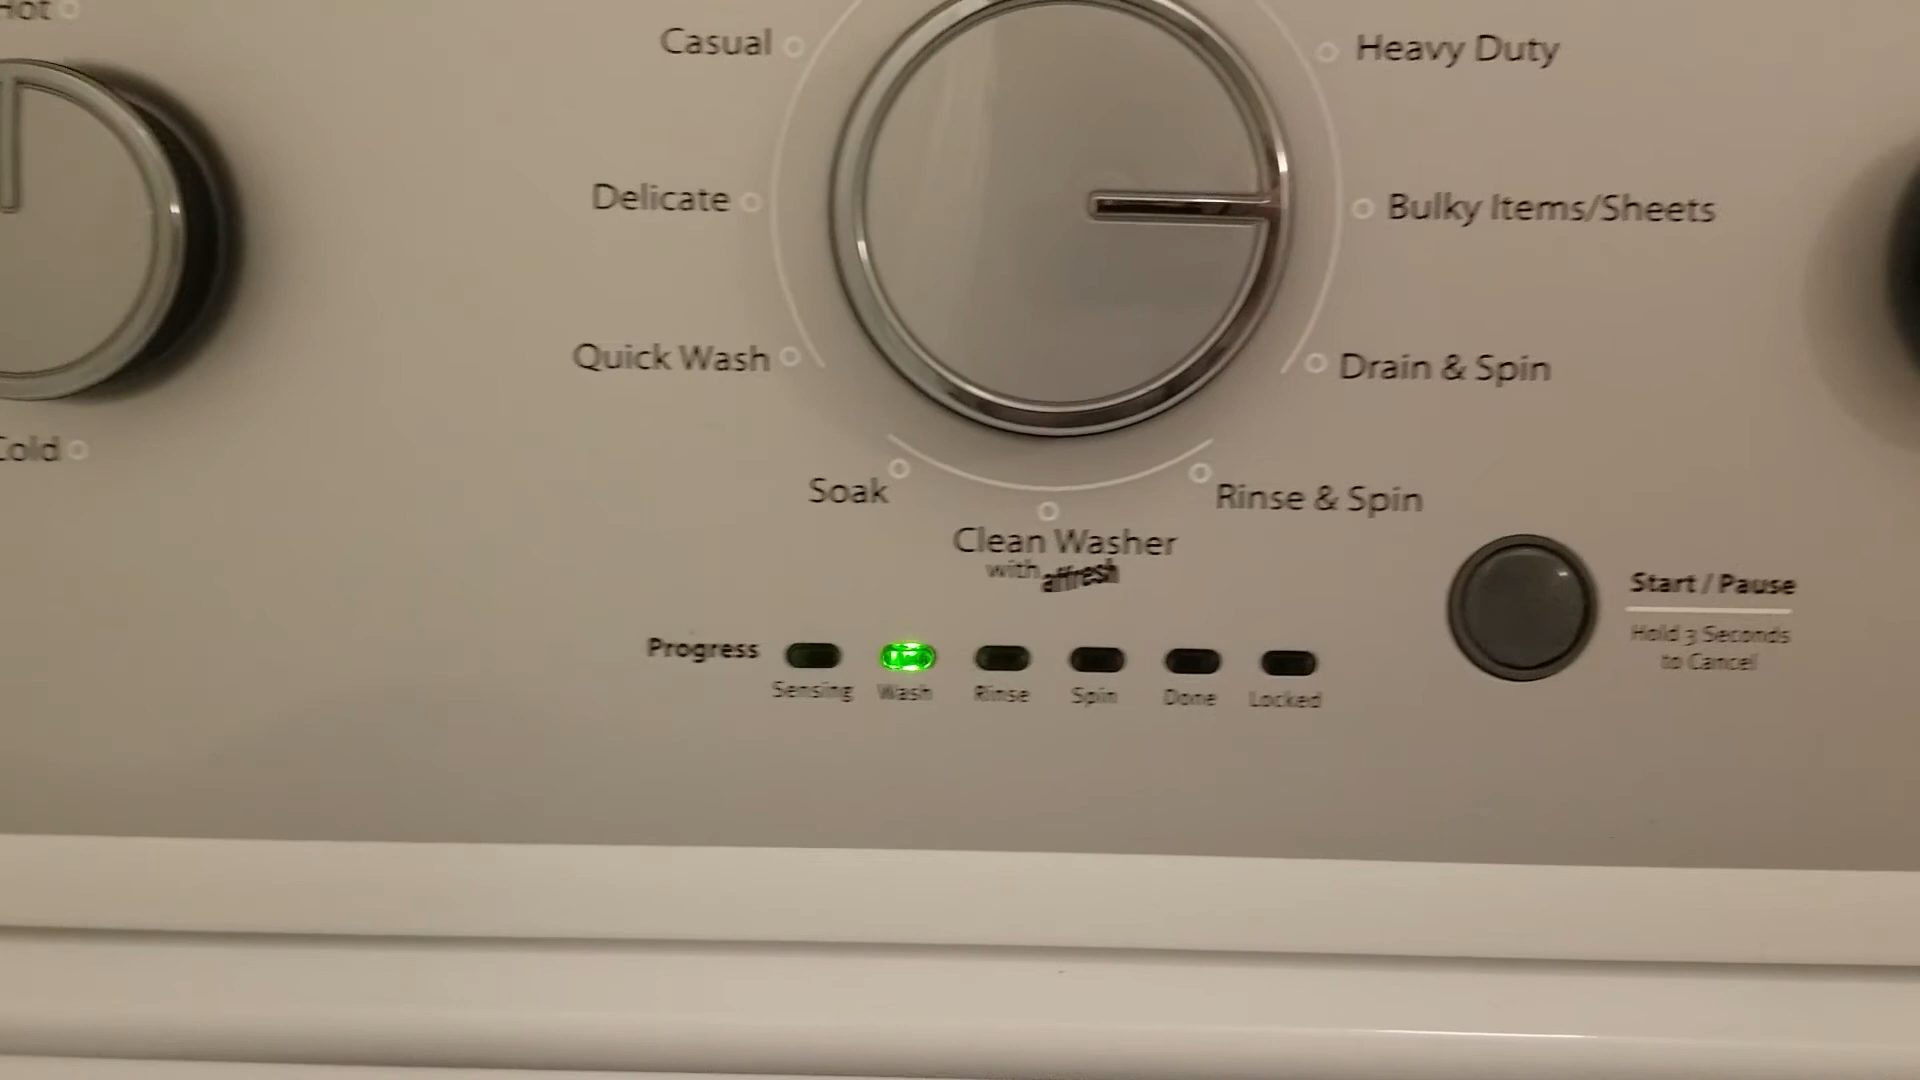 Hot
Casual
Heavy Duty
Delicate
Bulky Items/Sheets
Quick Wash
Drain & Spin
Cold
Soak
Rinse & Spin
Clean Washer
with affresh
Start / Pause
Hold 3 Seconds
to Cancel
Progress
Sensing
Wash
Rinse
Spin
Done
Locked